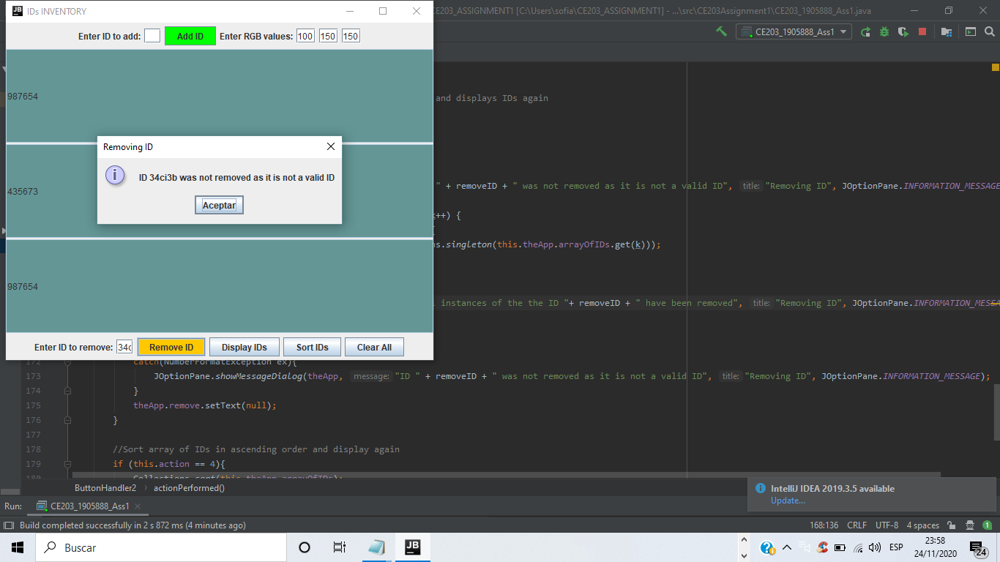 IDs INVENTORY
CE203_ASSIGNMENT1 [C:\Users\sofia\CE203_ASSIGNMENT1] - ...\src\CE203Assignment1\CE203_1905888_Ass1.java
Enter ID to add: Add ID Enter RGB values: 100 150 150
CE203_1905888_Ass1
987654
and displays IDs again
Removing ID
ID 34ci3b was not removed as it is not a valid ID
Aceptar
" + removeID + " was not removed as it is not a valid ID", title: "Removing ID", JOptionPane.INFORMATION_MESSAGE
435673
k++) {
{
ns.singleton(this.theApp.arrayOfIDs.get(k)));
987654
instances of the the ID "+ removeID + " have been removed", title: "Removing ID", JOptionPane.INFORMATION_MESSA
Enter ID to remove: 34c Remove ID Display IDs Sort IDs Clear All
172 catch(NumberFormatException ex){
173 JOptionPane.showMessageDialog(theApp, message: "ID " + removeID + " was not removed as it is not a valid ID", title: "Removing ID", JOptionPane.INFORMATION_MESSAGE);
174 }
175 theApp.remove.setText(null);
176 }
177
178 //Sort array of IDs in ascending order and display again
179 if (this.action == 4){
180 Collections.sort(this.theApp.arrayOfIDs);
ButtonHandler2 › actionPerformed()
IntelliJ IDEA 2019.3.5 available
Update...
Run: CE203_1905888_Ass1
Build completed successfully in 2 s 872 ms (4 minutes ago) 168:136 CRLF UTF-8 4 spaces 1
Buscar
ESP
23:58
24/11/2020
24